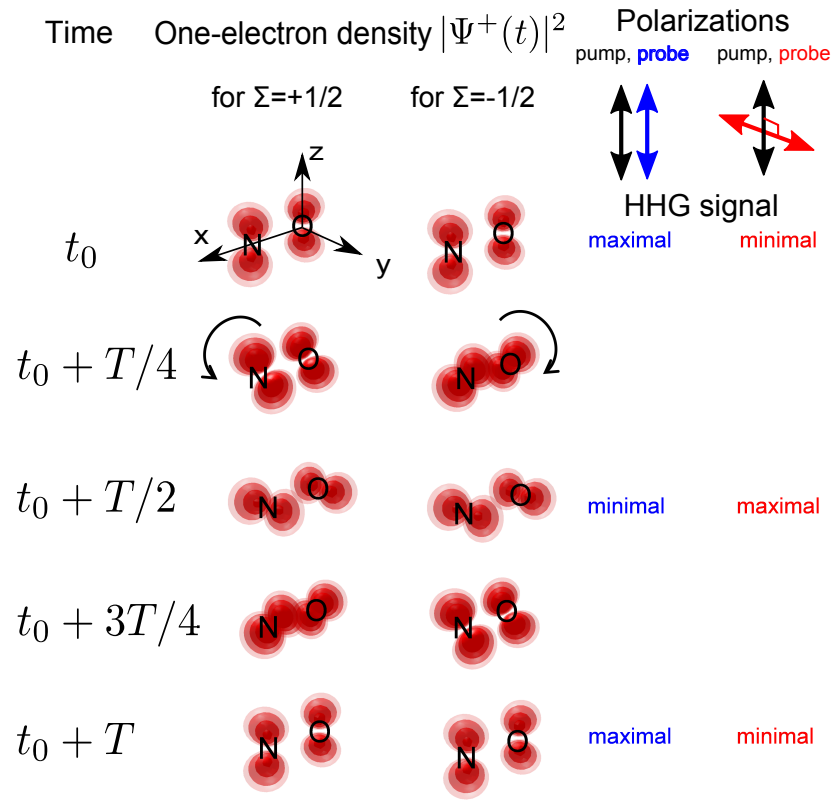 Time One-electron density |Ψ⁺(t)|² Polarizations
pump, probe pump, probe
for Σ=+1/2 for Σ=-1/2
HHG signal
z
x N O y
N O
t₀ maximal minimal
t₀ + T/4 N O N O
t₀ + T/2 N O N O minimal maximal
t₀ + 3T/4 N O N O
t₀ + T N O N O maximal minimal